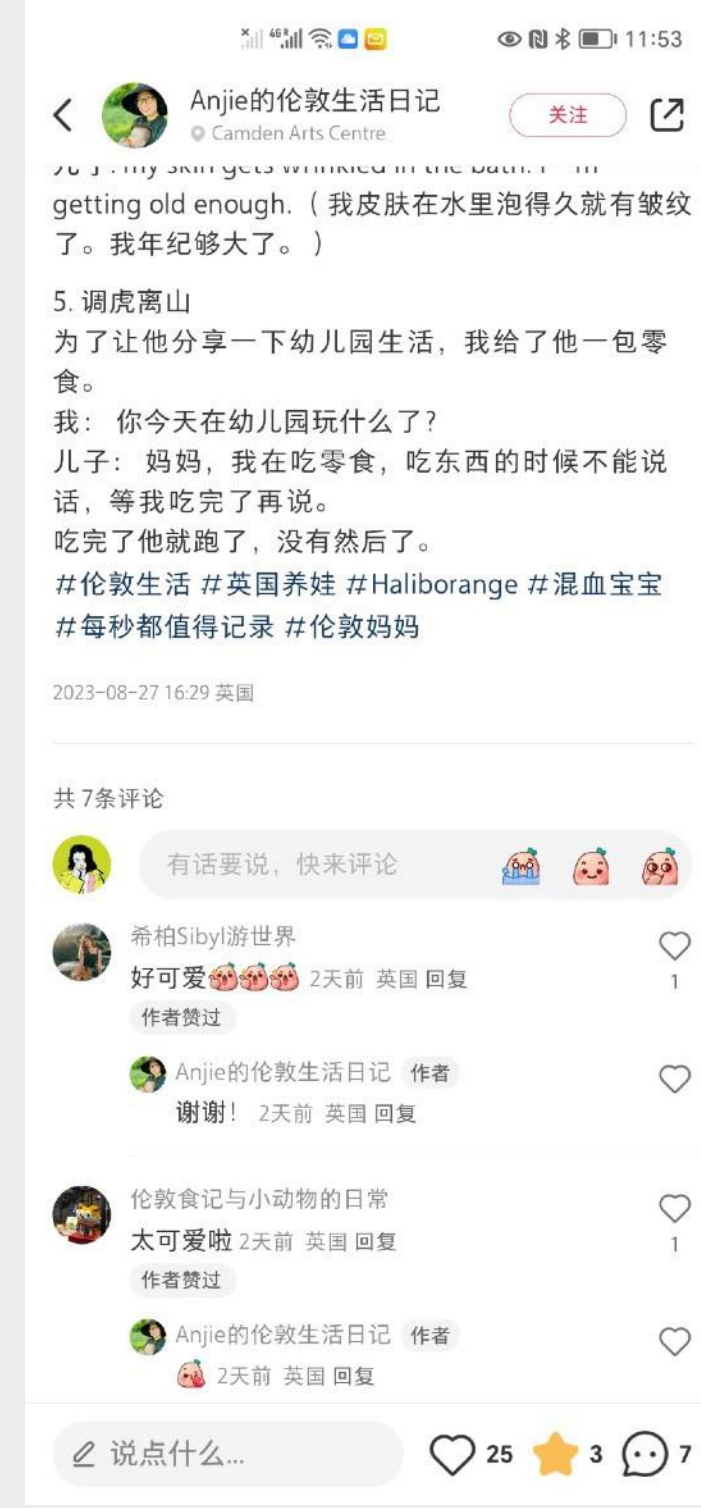 46
11:53
Anjie的伦敦生活日记
Camden Arts Centre
关注
儿子: my skin gets wrinkled in the bath. I'm
getting old enough.（我皮肤在水里泡得久就有皱纹
了。我年纪够大了。）
5. 调虎离山
为了让他分享一下幼儿园生活，我给了他一包零
食。
我： 你今天在幼儿园玩什么了?
儿子： 妈妈，我在吃零食，吃东西的时候不能说
话，等我吃完了再说。
吃完了他就跑了，没有然后了。
#伦敦生活 #英国养娃 #Haliborange #混血宝宝
#每秒都值得记录 #伦敦妈妈
2023-08-27 16:29 英国
共 7条评论
有话要说，快来评论
希柏Sibyl游世界
好可爱 2天前 英国 回复
1
作者赞过
Anjie的伦敦生活日记 作者
谢谢！ 2天前 英国 回复
伦敦食记与小动物的日常
太可爱啦 2天前 英国 回复
1
作者赞过
Anjie的伦敦生活日记 作者
2天前 英国 回复
说点什么...
25
3
7